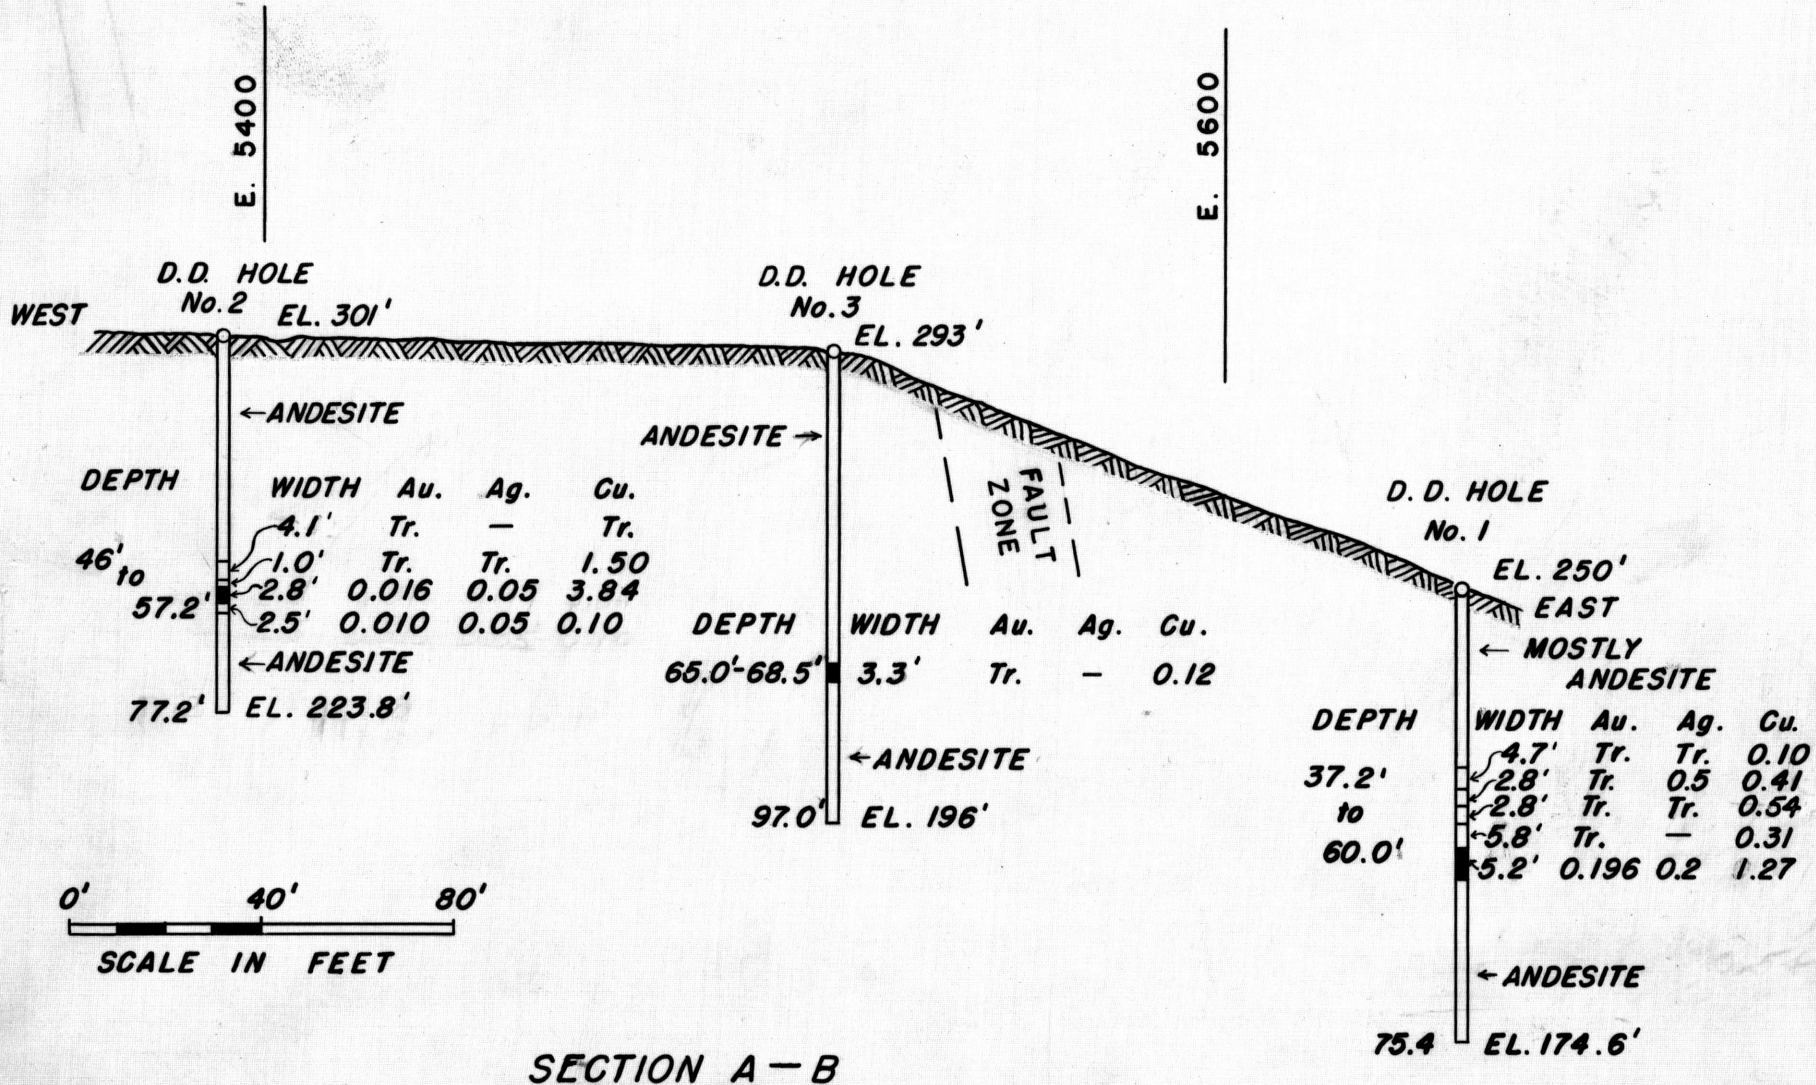 E. 5400
E. 5600
D.D. HOLE
No. 2
EL. 301'
WEST
D.D. HOLE
No. 3
EL. 293'
←ANDESITE
ANDESITE→
FAULT
ZONE
DEPTH WIDTH Au. Ag. Cu.
4.1' Tr. — Tr.
46' to 57.2'
1.0' Tr. Tr. 1.50
2.8' 0.016 0.05 3.84
2.5' 0.010 0.05 0.10
←ANDESITE
77.2' EL. 223.8'
DEPTH WIDTH Au. Ag. Cu.
65.0'-68.5' 3.3' Tr. — 0.12
←ANDESITE
97.0' EL. 196'
D. D. HOLE
No. 1
EL. 250'
EAST
← MOSTLY
ANDESITE
DEPTH WIDTH Au. Ag. Cu.
37.2'
to
60.0'
4.7' Tr. Tr. 0.10
2.8' Tr. 0.5 0.41
2.8' Tr. Tr. 0.54
5.8' Tr. — 0.31
5.2' 0.196 0.2 1.27
←ANDESITE
75.4 EL. 174.6'
0' 40' 80'
SCALE IN FEET
SECTION A — B